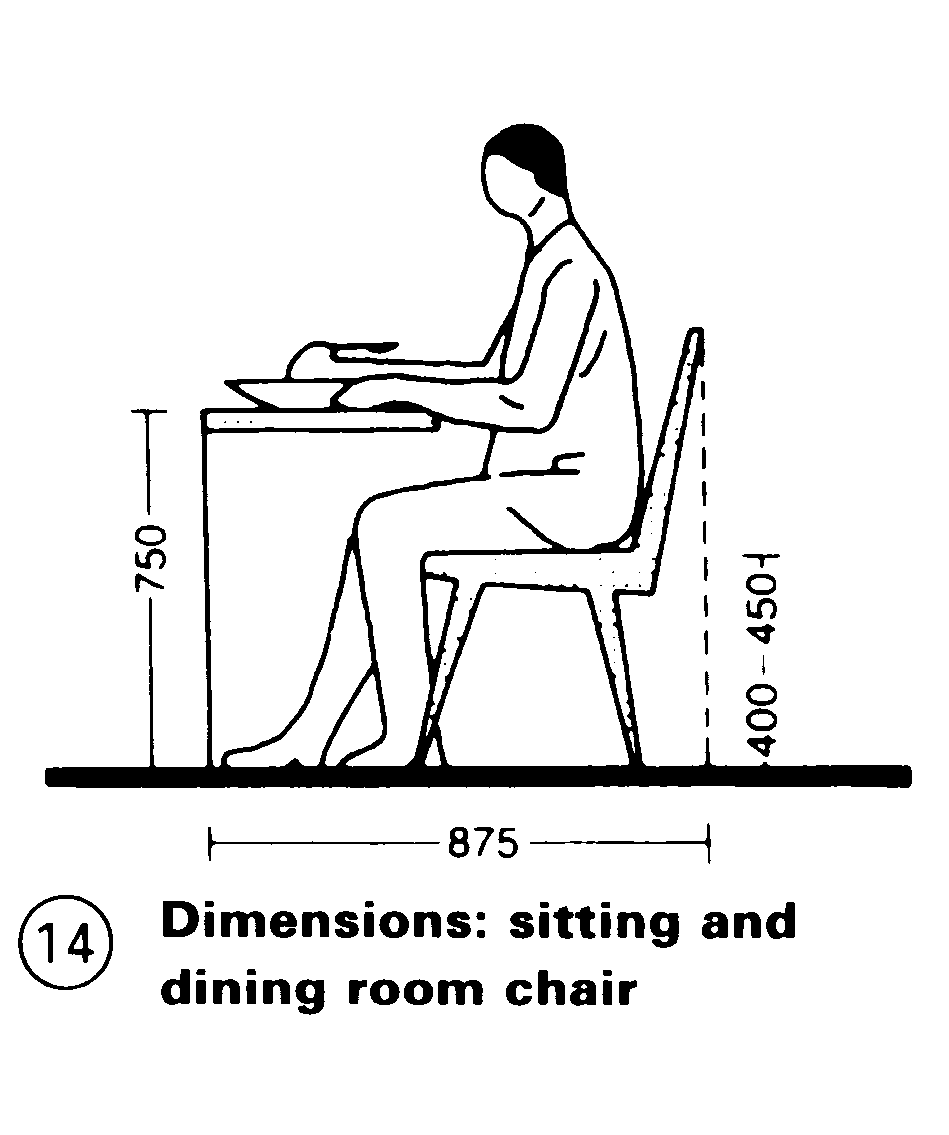 750
400 - 450
875
14
Dimensions: sitting and
dining room chair